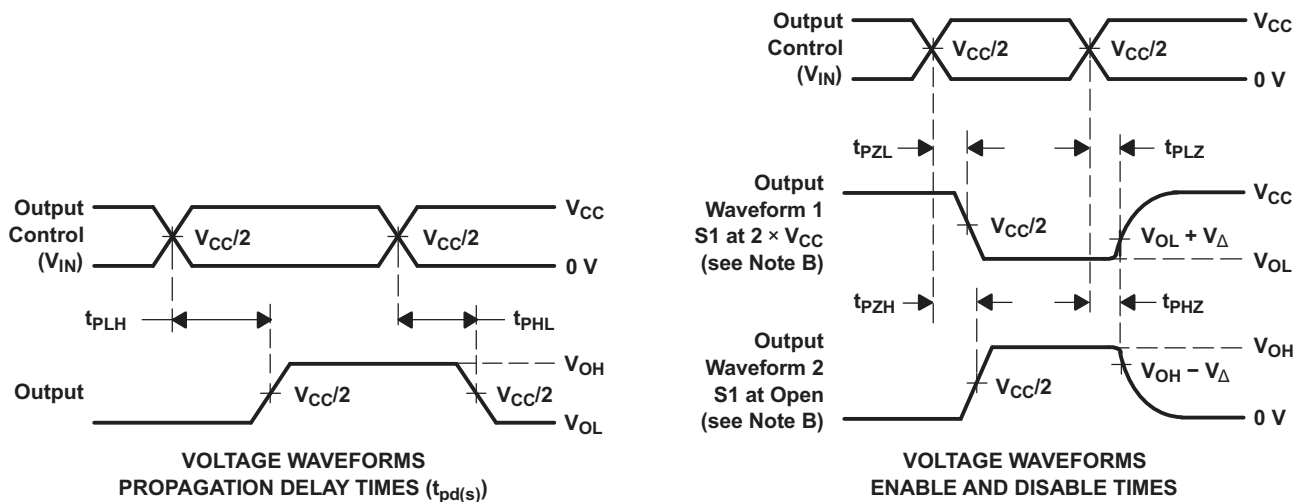 Output
Control
(VIN)
VCC
VCC/2
VCC/2
0 V
tPLH
tPHL
Output
VOH
VCC/2
VCC/2
VOL
VOLTAGE WAVEFORMS
PROPAGATION DELAY TIMES (tpd(s))
Output
Control
(VIN)
VCC
VCC/2
VCC/2
0 V
tPZL
tPLZ
Output
Waveform 1
S1 at 2 × VCC
(see Note B)
VCC
VCC/2
VOL + VΔ
VOL
tPZH
tPHZ
Output
Waveform 2
S1 at Open
(see Note B)
VOH
VOH − VΔ
VCC/2
0 V
VOLTAGE WAVEFORMS
ENABLE AND DISABLE TIMES